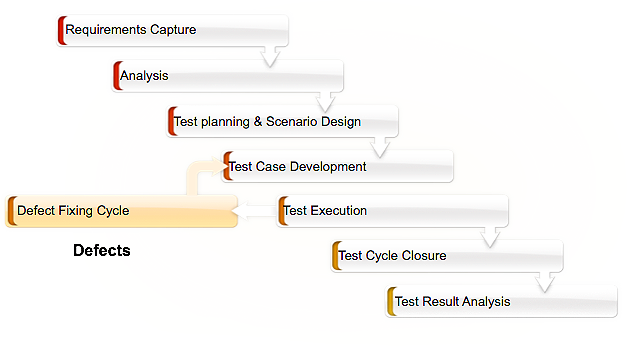 Requirements Capture
Analysis
Test planning & Scenario Design
Test Case Development
Defect Fixing Cycle
Test Execution
Defects
Test Cycle Closure
Test Result Analysis